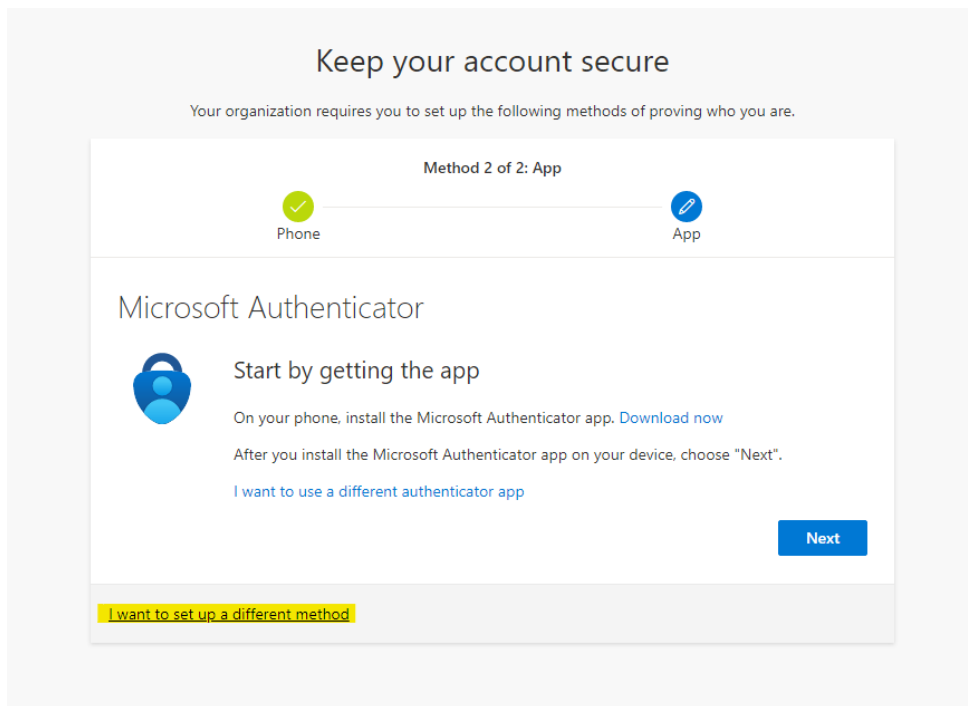 Keep your account secure
Your organization requires you to set up the following methods of proving who you are.
Method 2 of 2: App
Phone
App
Microsoft Authenticator
Start by getting the app
On your phone, install the Microsoft Authenticator app. Download now
After you install the Microsoft Authenticator app on your device, choose "Next".
I want to use a different authenticator app
Next
I want to set up a different method